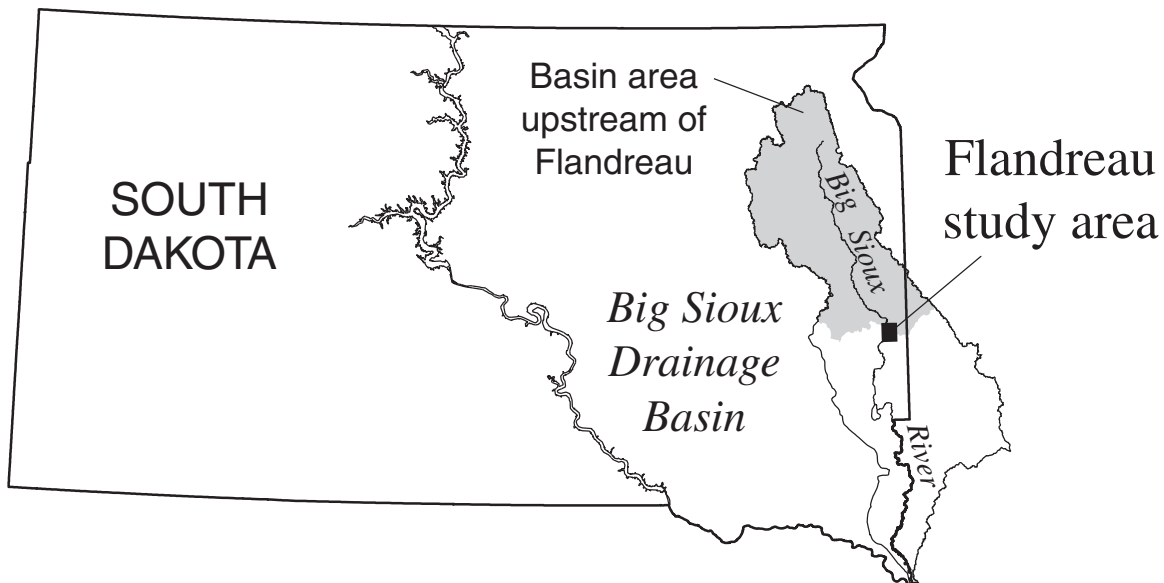 SOUTH
DAKOTA
Basin area
upstream of
Flandreau
Big Sioux
Drainage
Basin
Big Sioux
River
Flandreau
study area